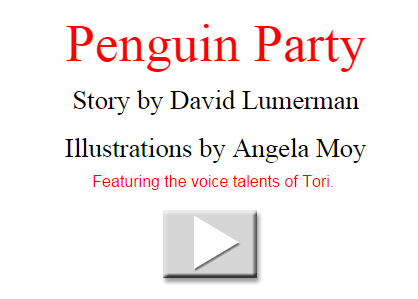 Penguin Party
Story by David Lumerman
Illustrations by Angela Moy
Featuring the voice talents of Tori.